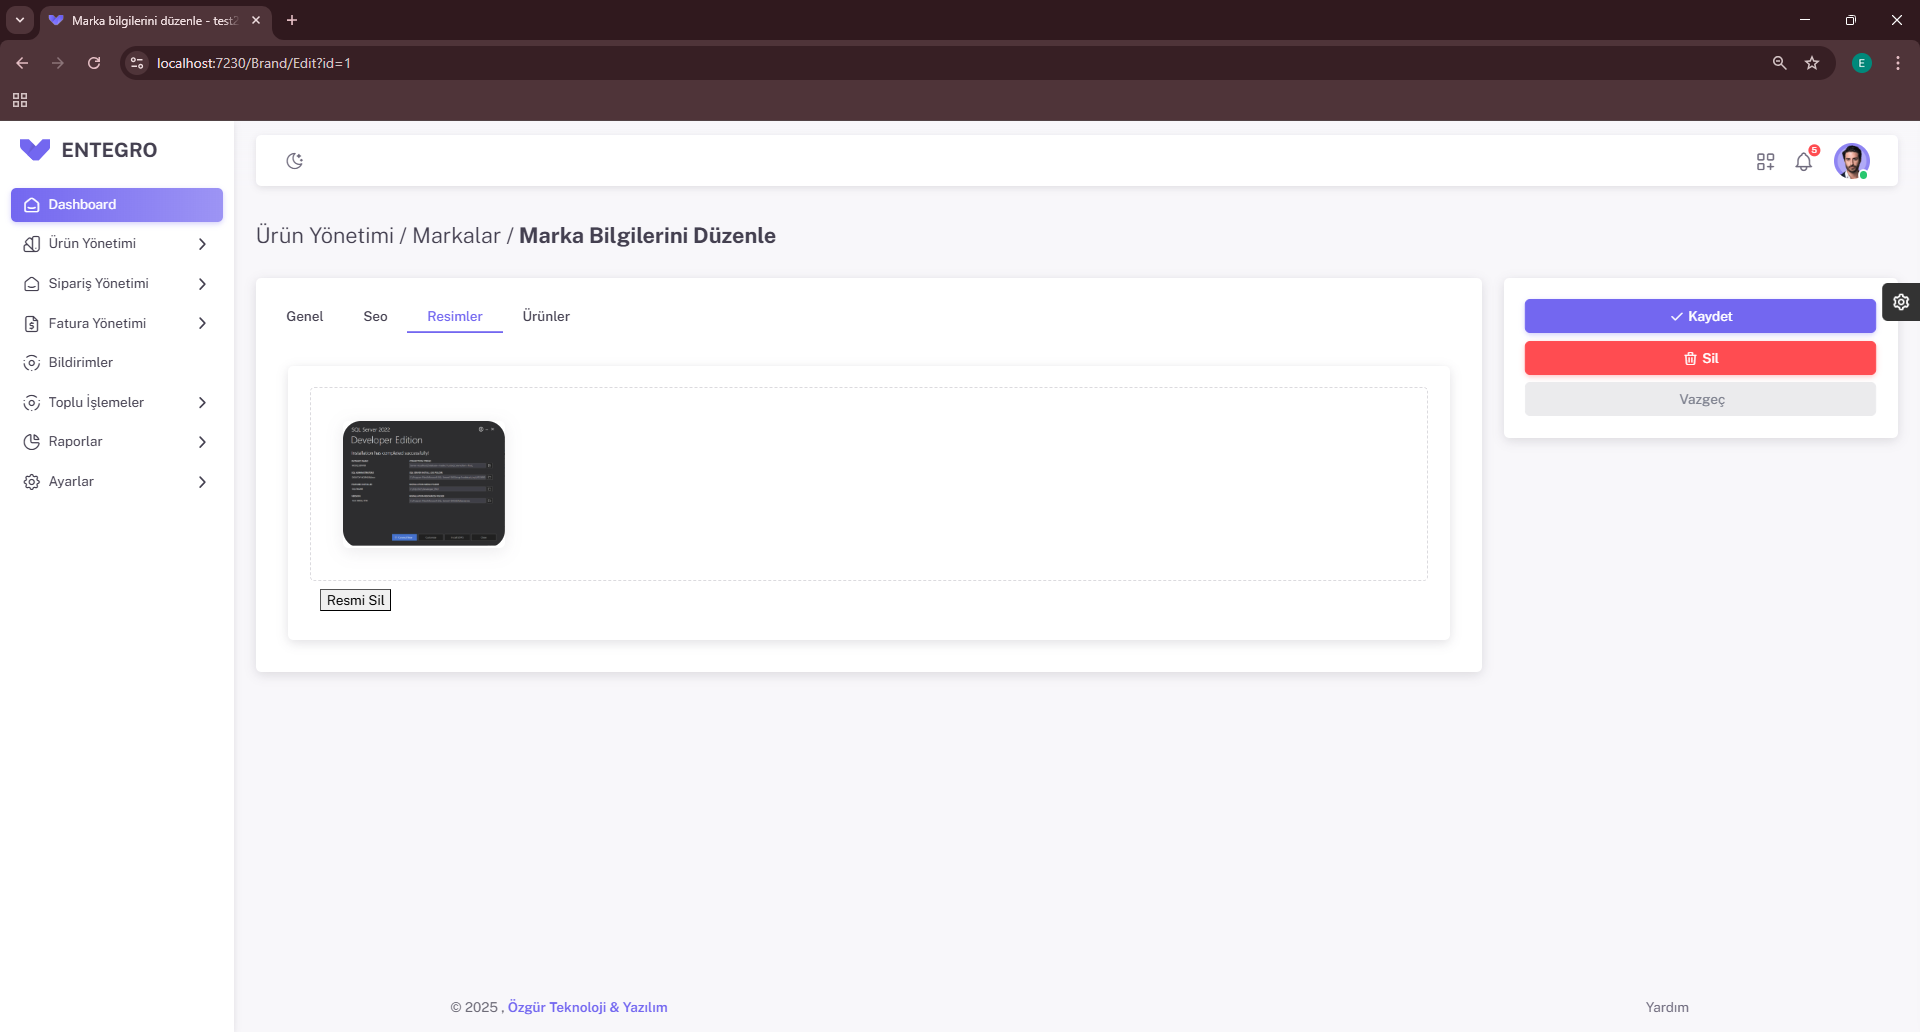 Marka bilgilerini düzenle - test2
localhost:7230/Brand/Edit?id=1
E
ENTEGRO
5
Dashboard
Ürün Yönetimi
Sipariş Yönetimi
Fatura Yönetimi
Bildirimler
Toplu İşlemeler
Raporlar
Ayarlar
Ürün Yönetimi / Markalar / Marka Bilgilerini Düzenle
Genel Seo Resimler Ürünler
SQL Server 2022
Developer Edition
Installation has completed successfully!
Resmi Sil
Kaydet
Sil
Vazgeç
© 2025 , Özgür Teknoloji & Yazılım
Yardım